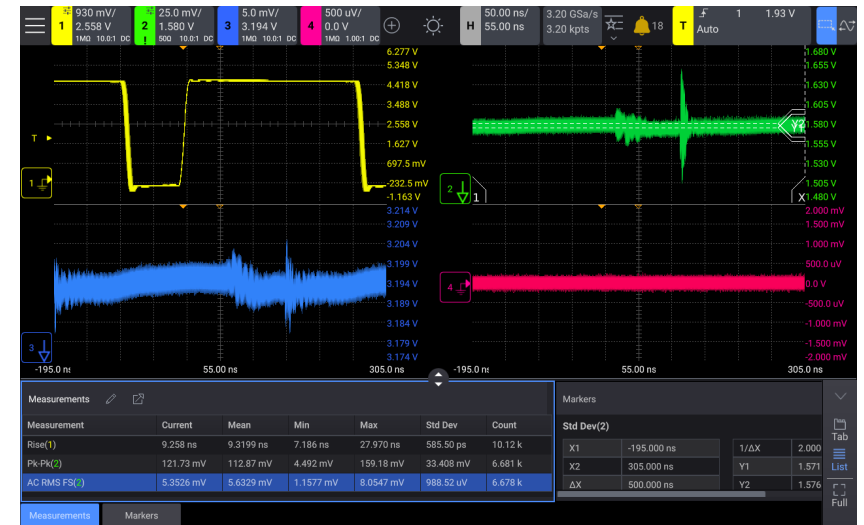 1 930 mV/ 2.558 V 1MΩ 10.0:1 DC
2 25.0 mV/ 1.580 V 50Ω 10.0:1 DC
3 5.0 mV/ 3.194 V 1MΩ 10.0:1 DC
4 500 uV/ 0.0 V 1MΩ 1.00:1 DC
H 50.00 ns/ 55.00 ns
3.20 GSa/s 3.20 kpts
18
T Auto 1 1.93 V
6.277 V
5.348 V
4.418 V
3.488 V
2.558 V
1.627 V
697.5 mV
-232.5 mV
-1.163 V
T
1
1.680 V
1.655 V
1.630 V
1.605 V
1.580 V
1.555 V
1.530 V
1.505 V
1.480 V
2
1
X
3.214 V
3.209 V
3.204 V
3.199 V
3.194 V
3.189 V
3.184 V
3.179 V
3.174 V
3
2.000 mV
1.500 mV
1.000 mV
500.0 uV
0.0 V
-500.0 uV
-1.000 mV
-1.500 mV
-2.000 mV
4
-195.0 ns 55.00 ns 305.0 ns
-195.0 ns 55.00 ns 305.0 ns
Measurements
Measurement Current Mean Min Max Std Dev Count
Rise(1) 9.258 ns 9.3199 ns 7.186 ns 27.970 ns 585.50 ps 10.12 k
Pk-Pk(2) 121.73 mV 112.87 mV 4.492 mV 159.18 mV 33.408 mV 6.681 k
AC RMS FS(2) 5.3526 mV 5.6329 mV 1.1577 mV 8.0547 mV 988.52 uV 6.678 k
Markers
Std Dev(2)
X1 -195.000 ns 1/ΔX 2.000
X2 305.000 ns Y1 1.571
ΔX 500.000 ns Y2 1.576
Tab
List
Full
Measurements Markers